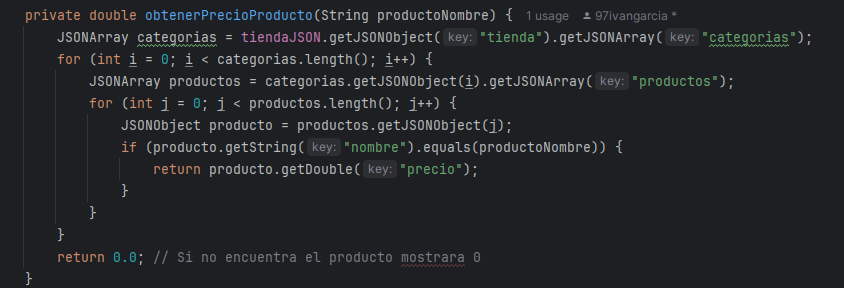 private double obtenerPrecioProducto(String productoNombre) { 1 usage 97ivangarcia *
JSONArray categorias = tiendaJSON.getJSONObject( key: "tienda").getJSONArray( key: "categorias");
for (int i = 0; i < categorias.length(); i++) {
JSONArray productos = categorias.getJSONObject(i).getJSONArray( key: "productos");
for (int j = 0; j < productos.length(); j++) {
JSONObject producto = productos.getJSONObject(j);
if (producto.getString( key: "nombre").equals(productoNombre)) {
return producto.getDouble( key: "precio");
}
}
}
return 0.0; // Si no encuentra el producto mostrara 0
}